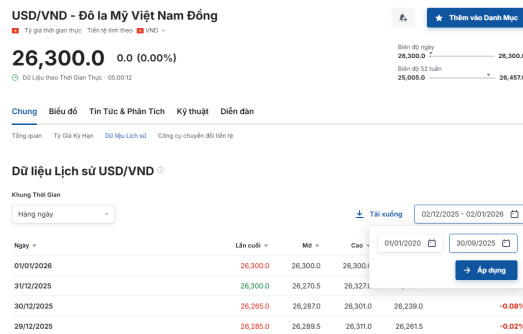 USD/VND - Đô la Mỹ Việt Nam Đồng
Thêm vào Danh Mục
Tỷ giá thời gian thực Tiền tệ tính theo VND
26,300.0 0.0 (0.00%)
Dữ Liệu theo Thời Gian Thực · 05:00:12
Biên độ ngày
26,300.0 26,300.0
Biên độ 52 tuần
25,005.0 26,457.0
Chung Biểu đồ Tin Tức & Phân Tích Kỹ thuật Diễn đàn
Tổng quan Tỷ Giá Kỳ Hạn Dữ liệu Lịch sử Công cụ chuyển đổi tiền tệ
Dữ liệu Lịch sử USD/VND
Khung Thời Gian
Hàng ngày Tải xuống 02/12/2025 - 02/01/2026
01/01/2020 30/09/2025
Áp dụng
Ngày Lần cuối Mở Cao
01/01/2026 26,300.0 26,300.0 26,300.
31/12/2025 26,300.0 26,270.5 26,327.
30/12/2025 26,265.0 26,287.0 26,301.0 26,239.0 -0.08%
29/12/2025 26,285.0 26,289.5 26,311.0 26,261.5 -0.02%